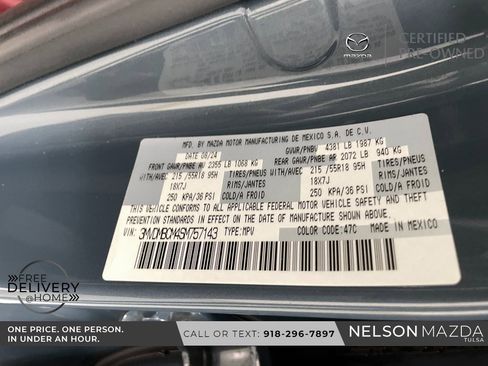 mazda
CERTIFIED
PRE-OWNED
MFD. BY MAZDA MOTOR MANUFACTURING DE MEXICO S.A. DE C.V.
DATE 08/24 GVWR/PNBV 4381 LB 1987 KG
FRONT GAWR/PNBE AV 2355 LB 1068 KG REAR GAWR/PNBE AR 2072 LB 940 KG
WITH/AVEC 215 /55R18 95H TIRES/PNEUS WITH/AVEC 215 /55R18 95H TIRES/PNEUS
18X7J RIMS/JANTES 18X7J RIMS/JANTES
250 KPA/36 PSI COLD/A FROID 250 KPA/36 PSI COLD/A FROID
THIS VEHICLE CONFORMS TO ALL APPLICABLE FEDERAL MOTOR VEHICLE SAFETY AND THEFT
PREVENTION STANDARDS IN EFFECT ON THE DATE OF MANUFACTURE SHOWN ABOVE.
VIN: TYPE: MPV COLOR CODE: 47C MADE IN MEXICO
FREE
DELIVERY
@HOME
ONE PRICE. ONE PERSON.
IN UNDER AN HOUR.
CALL OR TEXT: 918-296-7897
NELSON MAZDA
TULSA